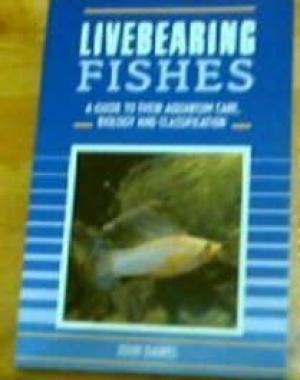 LIVEBEARING
FISHES
A GUIDE TO THEIR AQUARIUM CARE,
BIOLOGY AND CLASSIFICATION
JOHN DAWES